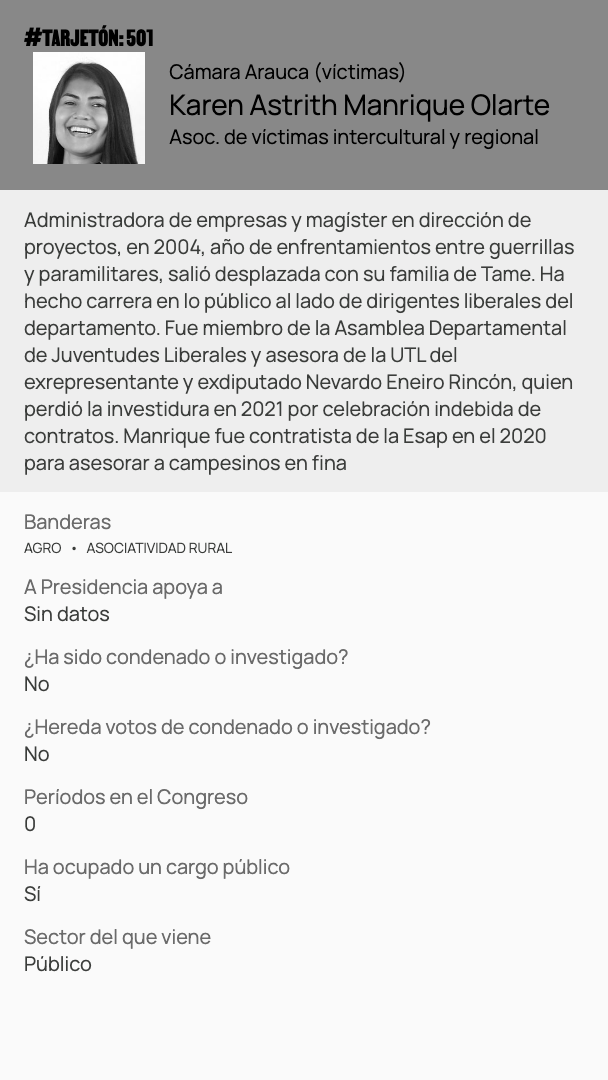 #TARJETÓN: 501
Cámara Arauca (víctimas)
Karen Astrith Manrique Olarte
Asoc. de víctimas intercultural y regional
Administradora de empresas y magíster en dirección de
proyectos, en 2004, año de enfrentamientos entre guerrillas
y paramilitares, salió desplazada con su familia de Tame. Ha
hecho carrera en lo público al lado de dirigentes liberales del
departamento. Fue miembro de la Asamblea Departamental
de Juventudes Liberales y asesora de la UTL del
exrepresentante y exdiputado Nevardo Eneiro Rincón, quien
perdió la investidura en 2021 por celebración indebida de
contratos. Manrique fue contratista de la Esap en el 2020
para asesorar a campesinos en fina
Banderas
AGRO • ASOCIATIVIDAD RURAL
A Presidencia apoya a
Sin datos
¿Ha sido condenado o investigado?
No
¿Hereda votos de condenado o investigado?
No
Períodos en el Congreso
0
Ha ocupado un cargo público
Sí
Sector del que viene
Público